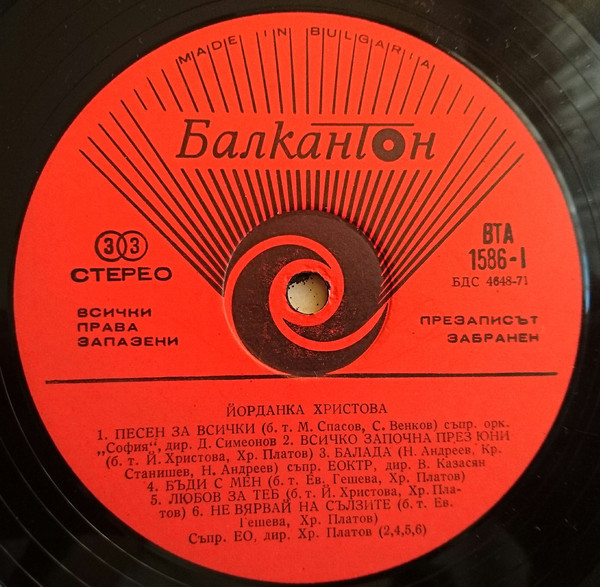 MADE IN BULGARIA
Балкантон
33
СТЕРЕО
ВТА
1586-I
БДС 4648-71
ВСИЧКИ
ПРАВА
ЗАПАЗЕНИ
ПРЕЗАПИСЪТ
ЗАБРАНЕН
ЙОРДАНКА ХРИСТОВА
1. ПЕСЕН ЗА ВСИЧКИ (б. т. М. Спасов, С. Венков) съпр. орк.
„София", дир. Д. Симеонов 2. ВСИЧКО ЗАПОЧНА ПРЕЗ ЮНИ
(б. т. Й. Христова, Хр. Платов) 3. БАЛАДА (Н. Андреев, Кр.
Станишев, Н. Андреев) съпр. ЕОКТР, дир. В. Казасян
4. БЪДИ С МЕН (б. т. Ев. Гешева, Хр. Платов)
5. ЛЮБОВ ЗА ТЕБ (б. т. Й. Христова, Хр. Пла-
тов) 6. НЕ ВЯРВАЙ НА СЪЛЗИТЕ (б. т. Ев.
Гешева, Хр. Платов)
Съпр. ЕО, дир. Хр. Платов (2,4,5,6)